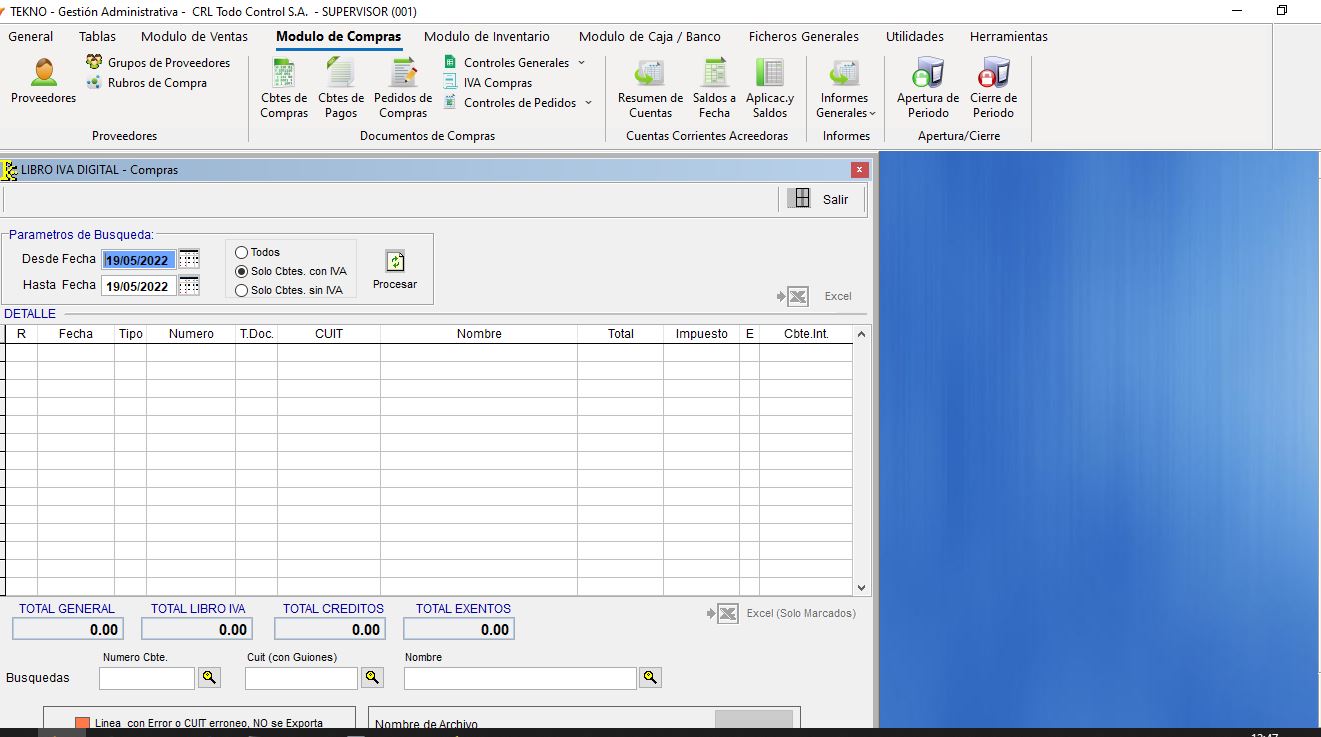 TEKNO - Gestión Administrativa - CRL Todo Control S.A. - SUPERVISOR (001)
General Tablas Modulo de Ventas Modulo de Compras Modulo de Inventario Modulo de Caja / Banco Ficheros Generales Utilidades Herramientas
Proveedores
Grupos de Proveedores
Rubros de Compra
Proveedores
Cbtes de Compras
Cbtes de Pagos
Pedidos de Compras
Controles Generales
IVA Compras
Controles de Pedidos
Documentos de Compras
Resumen de Cuentas
Saldos a Fecha
Aplicac.y Saldos
Cuentas Corrientes Acreedoras
Informes Generales
Informes
Apertura de Periodo
Cierre de Periodo
Apertura/Cierre
LIBRO IVA DIGITAL - Compras
Salir
Parametros de Busqueda:
Desde Fecha 19/05/2022
Hasta Fecha 19/05/2022
Todos
Solo Cbtes. con IVA
Solo Cbtes. sin IVA
Procesar
Excel
DETALLE
R Fecha Tipo Numero T.Doc. CUIT Nombre Total Impuesto E Cbte.Int.
TOTAL GENERAL TOTAL LIBRO IVA TOTAL CREDITOS TOTAL EXENTOS
0.00 0.00 0.00 0.00
Excel (Solo Marcados)
Numero Cbte. Cuit (con Guiones) Nombre
Busquedas
Linea con Error o CUIT erroneo, NO se Exporta
Nombre de Archivo